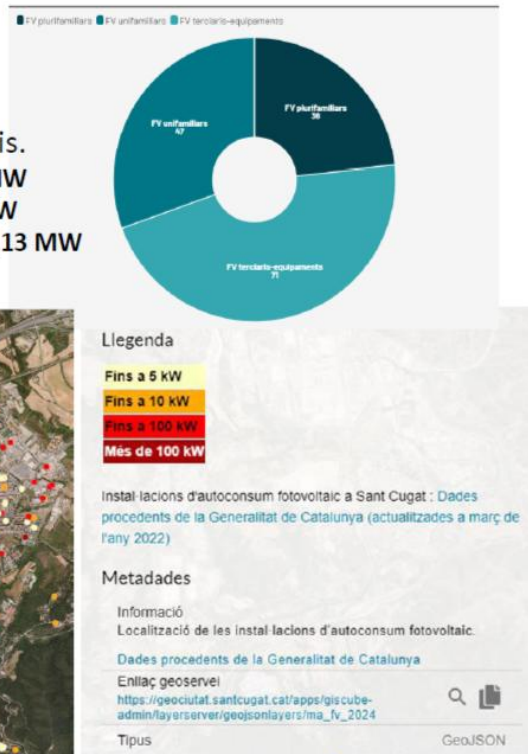 FV plurifamiliars FV unifamiliars FV terciaris-equipaments
FV unifamiliars
47
FV plurifamiliars
36
FV terciaris-equipaments
71
is.
MW
W
13 MW
Llegenda
Fins a 5 kW
Fins a 10 kW
Fins a 100 kW
Més de 100 kW
Instal·lacions d'autoconsum fotovoltaic a Sant Cugat : Dades
procedents de la Generalitat de Catalunya (actualitzades a març de
l'any 2022)
Metadades
Informació
Localització de les instal·lacions d'autoconsum fotovoltaic.
Dades procedents de la Generalitat de Catalunya
Enllaç geoservei
https://geociutat.santcugat.cat/apps/giscube-
admin/layerserver/geojsonlayers/ma_fv_2024
Tipus GeoJSON